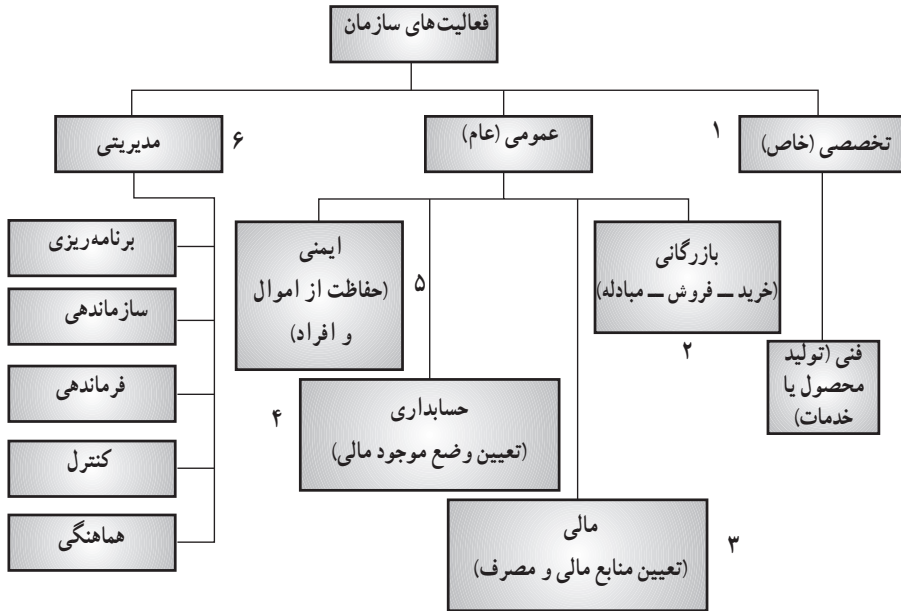 فعالیت‌های سازمان
تخصصی (خاص)
۱
عمومی (عام)
۶
مدیریتی
فنی (تولید
محصول یا
خدمات)
بازرگانی
(خرید ــ فروش ــ مبادله)
۲
مالی
(تعیین منابع مالی و مصرف)
۳
حسابداری
(تعیین وضع موجود مالی)
۴
ایمنی
(حفاظت از اموال
و افراد)
۵
برنامه‌ریزی
سازماندهی
فرماندهی
کنترل
هماهنگی